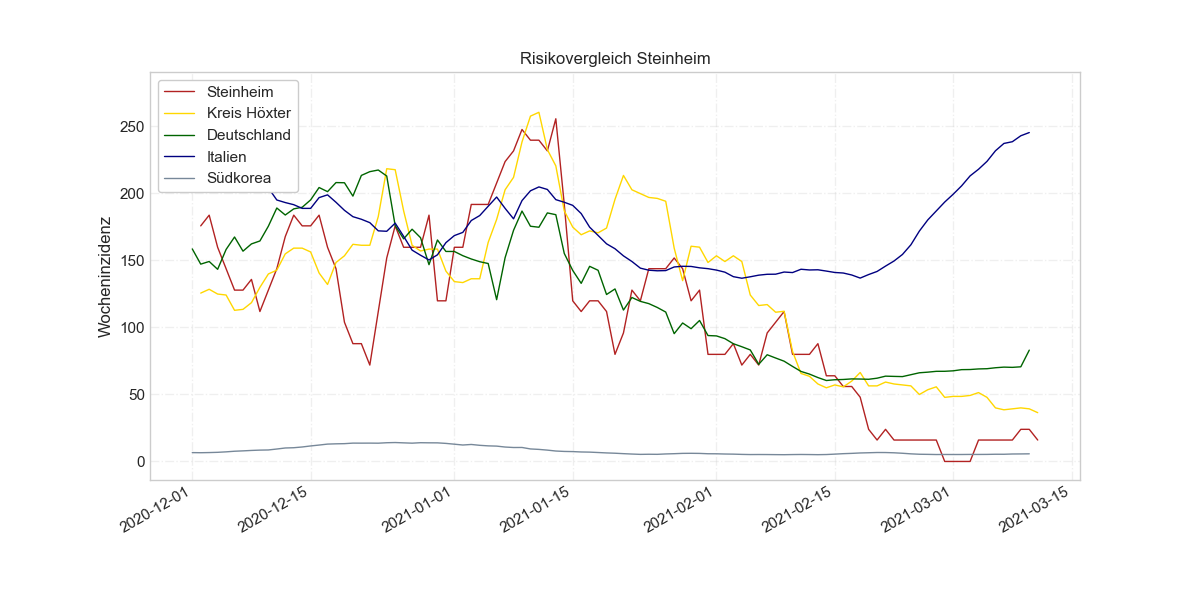 Risikovergleich Steinheim
Steinheim
Kreis Höxter
Deutschland
Italien
Südkorea
Wocheninzidenz
250
200
150
100
50
0
2020-12-01
2020-12-15
2021-01-01
2021-01-15
2021-02-01
2021-02-15
2021-03-01
2021-03-15